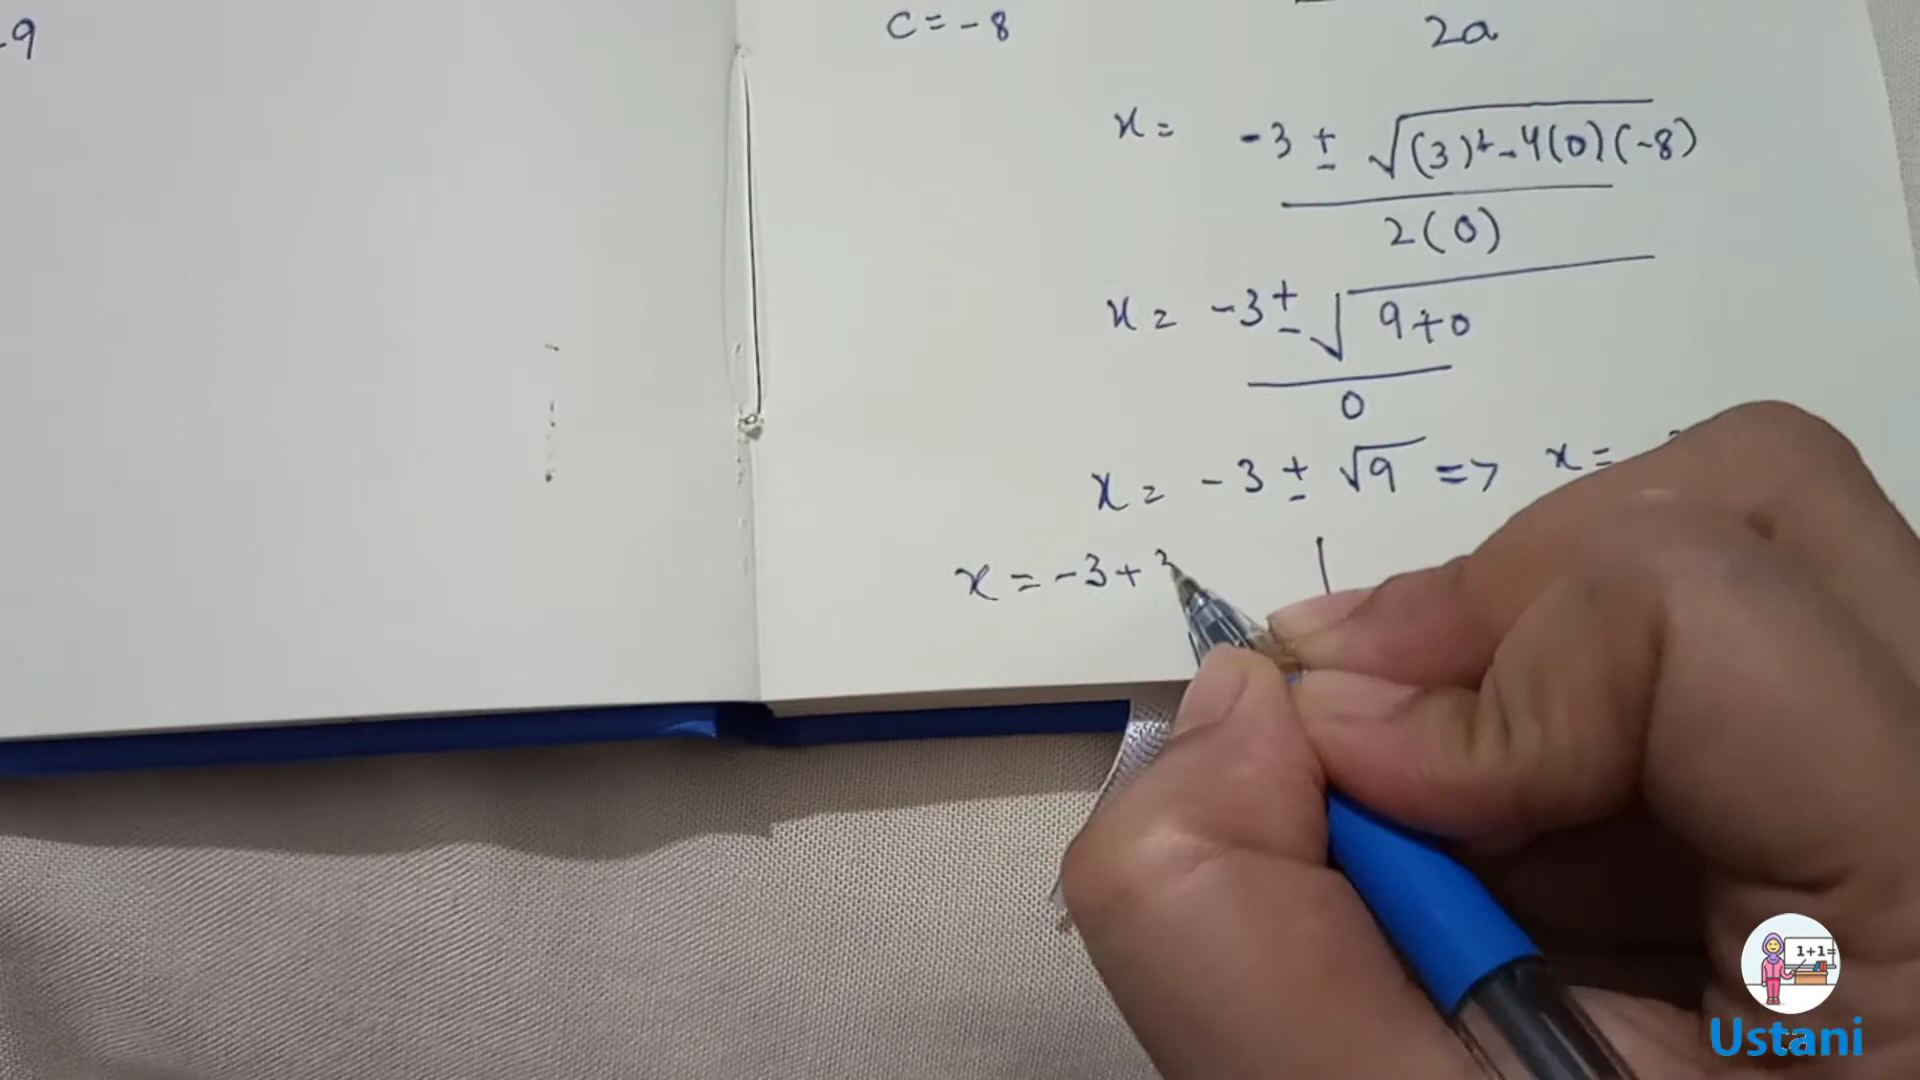 -9
C = -8
2a
x = -3 ± √(3)² - 4(0)(-8)
2(0)
x = -3 ± √9+0
0
x = -3 ± √9 => x =
x = -3 + 3
1+1=
Ustani